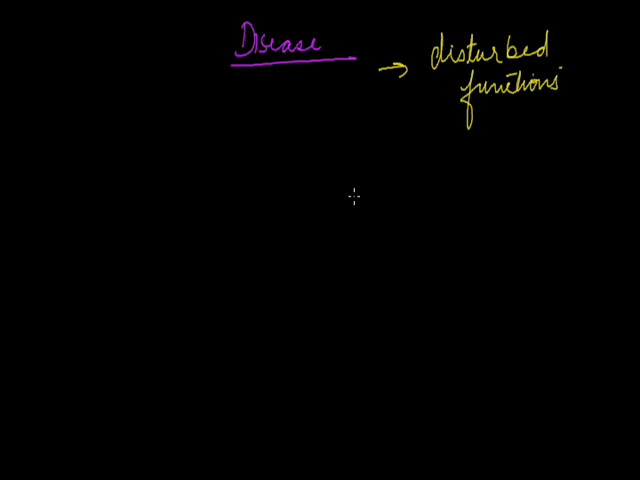 Disease
→ disturbed
functions